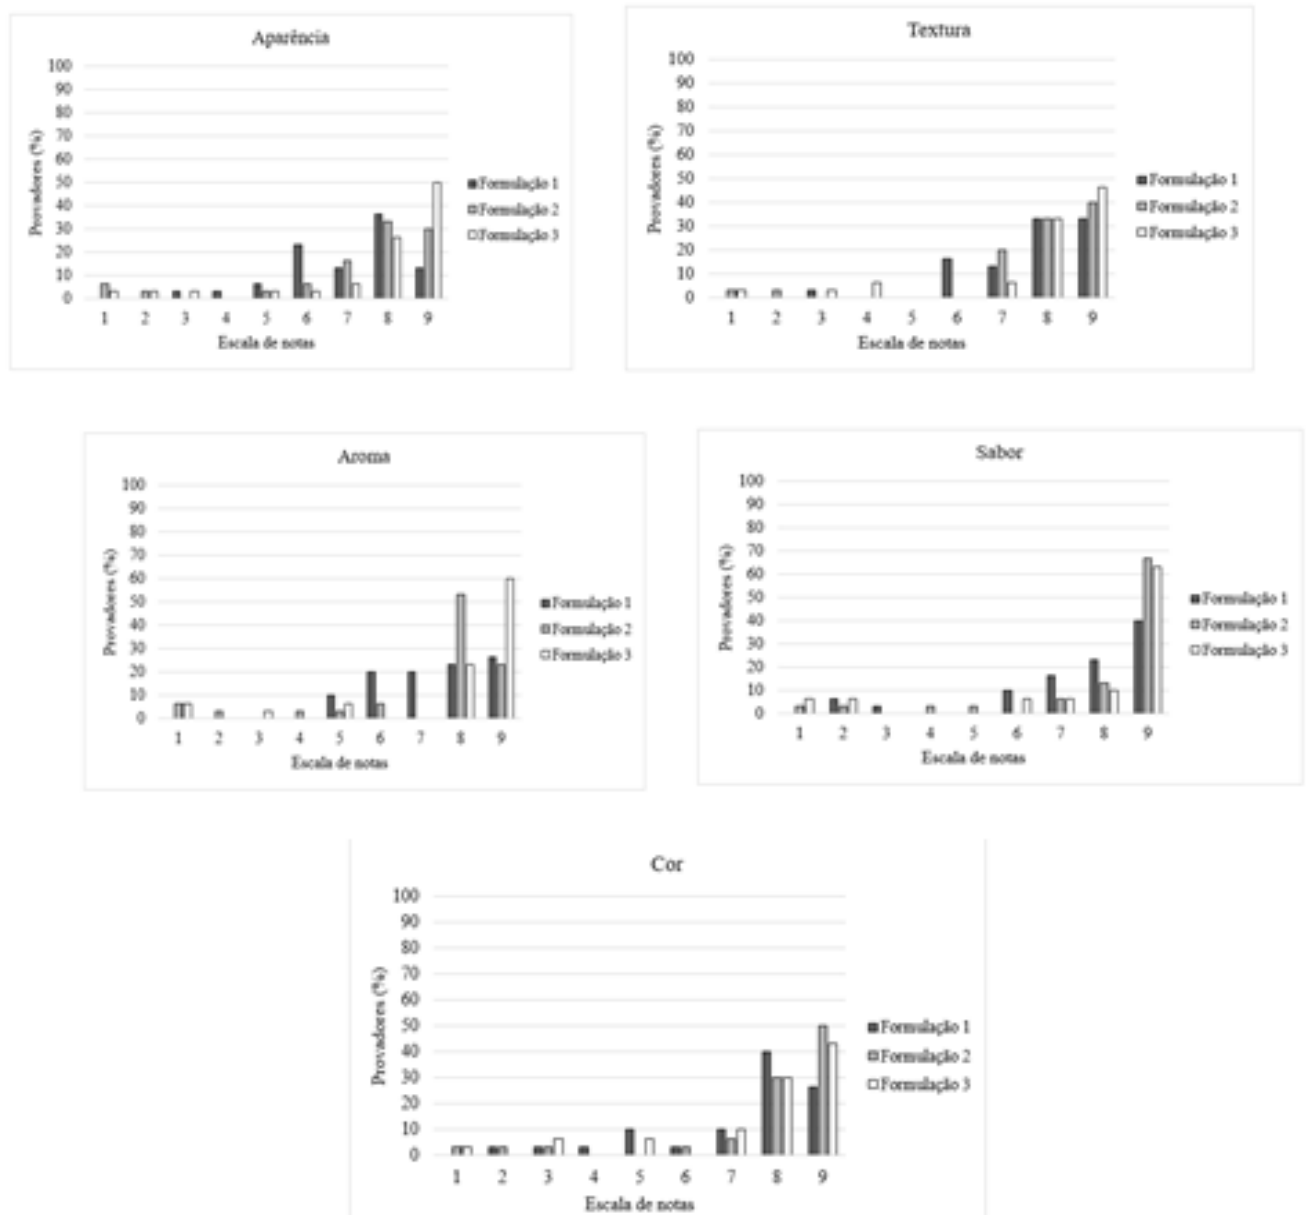 Aparência
100
90
80
70
60
50
40
30
20
10
0
Provadores (%)
1 2 3 4 5 6 7 8 9
Escala de notas
Formulação 1
Formulação 2
Formulação 3
Textura
100
90
80
70
60
50
40
30
20
10
0
Provadores (%)
1 2 3 4 5 6 7 8 9
Escala de notas
Formulação 1
Formulação 2
Formulação 3
Aroma
100
90
80
70
60
50
40
30
20
10
0
Provadores (%)
1 2 3 4 5 6 7 8 9
Escala de notas
Formulação 1
Formulação 2
Formulação 3
Sabor
100
90
80
70
60
50
40
30
20
10
0
Provadores (%)
1 2 3 4 5 6 7 8 9
Escala de notas
Formulação 1
Formulação 2
Formulação 3
Cor
100
90
80
70
60
50
40
30
20
10
0
Provadores (%)
1 2 3 4 5 6 7 8 9
Escala de notas
Formulação 1
Formulação 2
Formulação 3